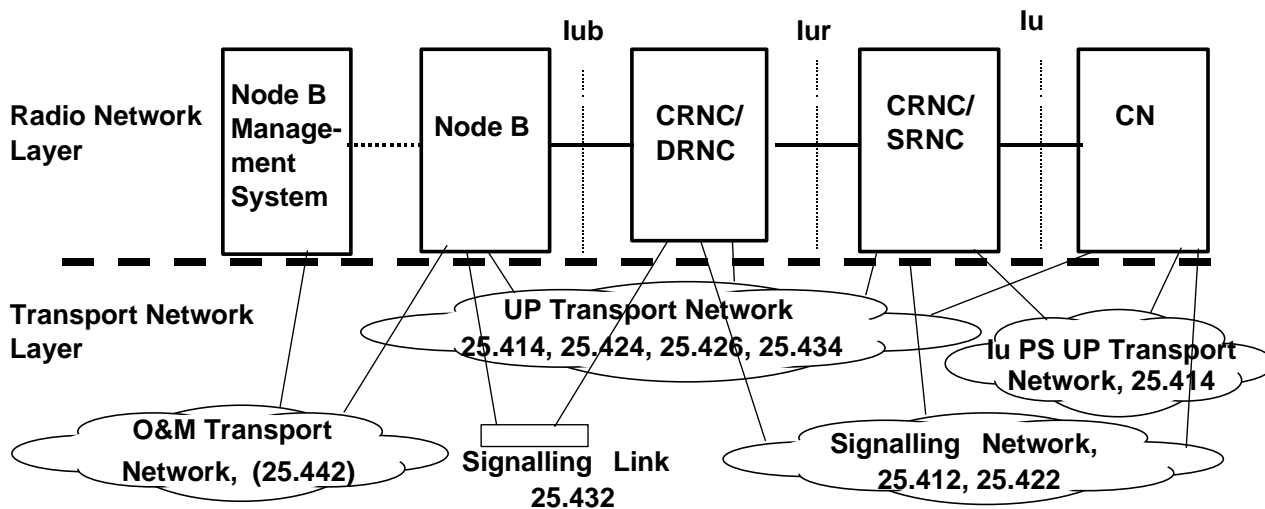 Iub
Iur
Iu
Radio Network
Layer
Node B
Manage-
ment
System
Node B
CRNC/
DRNC
CRNC/
SRNC
CN
Transport Network
Layer
UP Transport Network
25.414, 25.424, 25.426, 25.434
Iu PS UP Transport
Network, 25.414
O&M Transport
Network, (25.442)
Signalling Link
25.432
Signalling Network,
25.412, 25.422